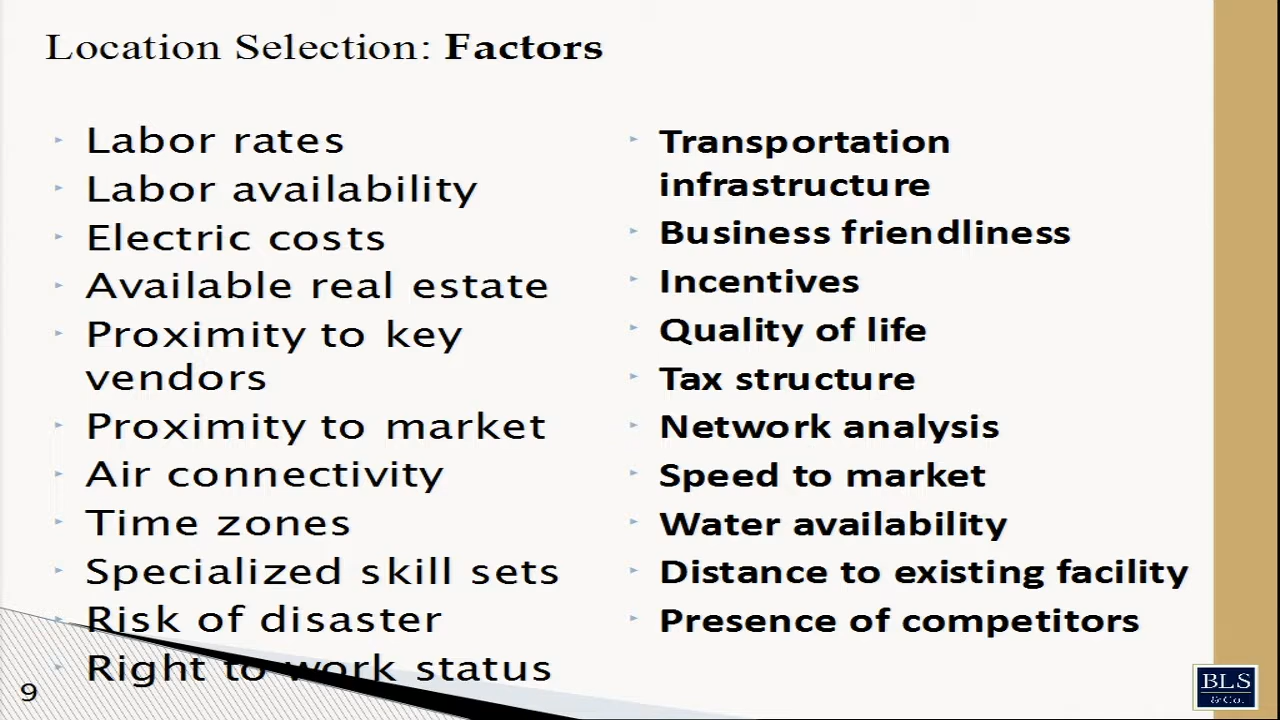 Location Selection: Factors
Labor rates
Labor availability
Electric costs
Available real estate
Proximity to key
vendors
Proximity to market
Air connectivity
Time zones
Specialized skill sets
Risk of disaster
Right to work status
Transportation
infrastructure
Business friendliness
Incentives
Quality of life
Tax structure
Network analysis
Speed to market
Water availability
Distance to existing facility
Presence of competitors
9
BLS
& Co.